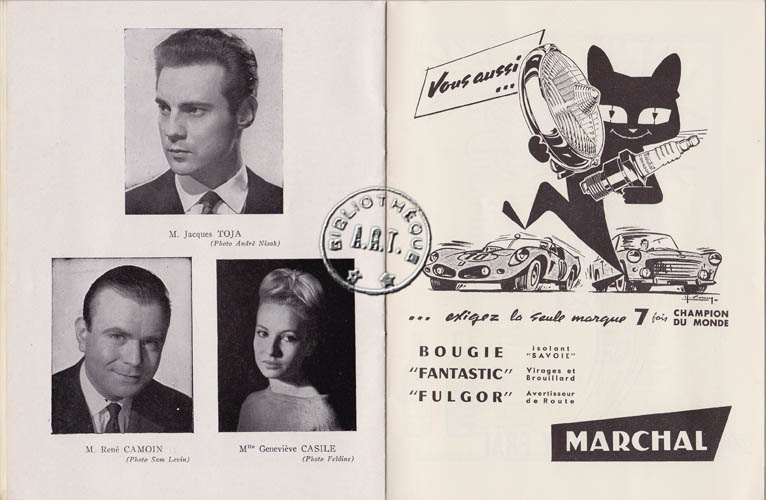 M. Jacques TOJA
(Photo André Nisak)
M. René CAMOIN
(Photo Sam Levin)
Mlle Geneviève CASILE
(Photo Feldine)
BIBLIOTHÈQUE
A.R.T.
Vous aussi
...
... exigez la seule marque 7 fois CHAMPION
DU MONDE
BOUGIE isolant
"SAVOIE"
"FANTASTIC" Virages et
Brouillard
"FULGOR" Avertisseur
de Route
MARCHAL